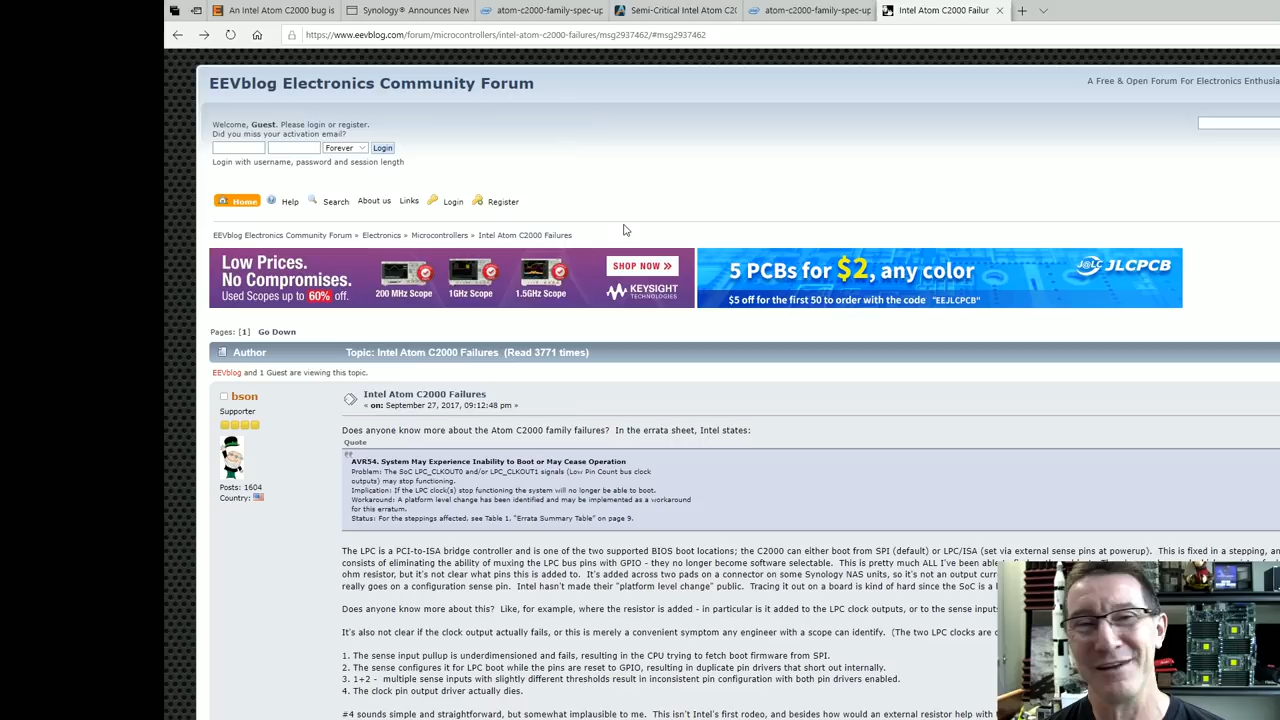 An Intel Atom C2000 bug is
Synology® Announces New
atom-c2000-family-spec-up
Semi-Critical Intel Atom C20
atom-c2000-family-spec-up
Intel Atom C2000 Failur
https://www.eevblog.com/forum/microcontrollers/intel-atom-c2000-failures/msg2937462/#msg2937462
EEVblog Electronics Community Forum
A Free & Open Forum For Electronics Enthusia
Welcome, Guest. Please login or register.
Did you miss your activation email?
Forever
Login
Login with username, password and session length
Home
Help
Search
About us
Links
Login
Register
EEVblog Electronics Community Forum » Electronics » Microcontrollers » Intel Atom C2000 Failures
Low Prices.
No Compromises.
Used Scopes up to 60% off.
200 MHz Scope
1GHz Scope
1.5GHz Scope
SHOP NOW »
KEYSIGHT
TECHNOLOGIES
5 PCBs for $2, any color
J@LC JLCPCB
$5 off for the first 50 to order with the code "EEJLCPCB"
Pages: [1] Go Down
Author
Topic: Intel Atom C2000 Failures (Read 3771 times)
EEVblog and 1 Guest are viewing this topic.
bson
Supporter
Posts: 1604
Country:
Intel Atom C2000 Failures
« on: September 27, 2017, 09:12:48 pm »
Does anyone know more about the Atom C2000 family failures? In the errata sheet, Intel states:
Quote
AVR54. System May Experience Inability to Boot or May Cease Operation
Problem: The SoC LPC_CLKOUT0 and/or LPC_CLKOUT1 signals (Low Pin Count bus clock
outputs) may stop functioning.
Implication: If the LPC clock(s) stop functioning the system will no longer be able to boot.
Workaround: A platform level change has been identified and may be implemented as a workaround
for this erratum.
Status: For the steppings affected, see Table 1, "Errata Summary Table" on page 9.
The LPC is a PCI-to-ISA bridge controller and is one of the two supported BIOS boot locations; the C2000 can either boot from SPI (default) or LPC/ISA (set via external sense pins at powerup). This is fixed in a stepping, an
consists of eliminating the ability of muxing the LPC bus pins with GPIO - they no longer become software selectable. This is pretty much ALL I've been able
ohm resistor, but it's not clear what pins this is added to. It's added across two pads on a connector on some Synology NAS units, so it's not an output curr
really goes on a configuration sense pin. Intel hasn't made their "platform level change" public. Tracing it out on a board is kind of hard since the SoC is a
Does anyone know more about this? Like, for example, where the resistor is added - in particular is it added to the LPC clock outputs, or to the sense inputs
It's also not clear if the clock output actually fails, or this is merely a convenient symptom any engineer with a scope can identify. (The two LPC clocks are
1. The sense input pullup is underdimensioned and fails, resulting in the CPU trying to fetch boot firmware from SPI.
2. The sense configures it for LPC boot while the pins are reset to GPIO, resulting in duplicate pin drivers that short out internally.
3. 1+2 - multiple sense inputs with slightly different thresholds result in inconsistent pin configuration with both pin drivers enabled.
4. The clock pin output driver actually dies.
#4 sounds simple and straightforward, but somewhat implausible to me. This isn't Intel's first rodeo, and besides how would an external resistor help with